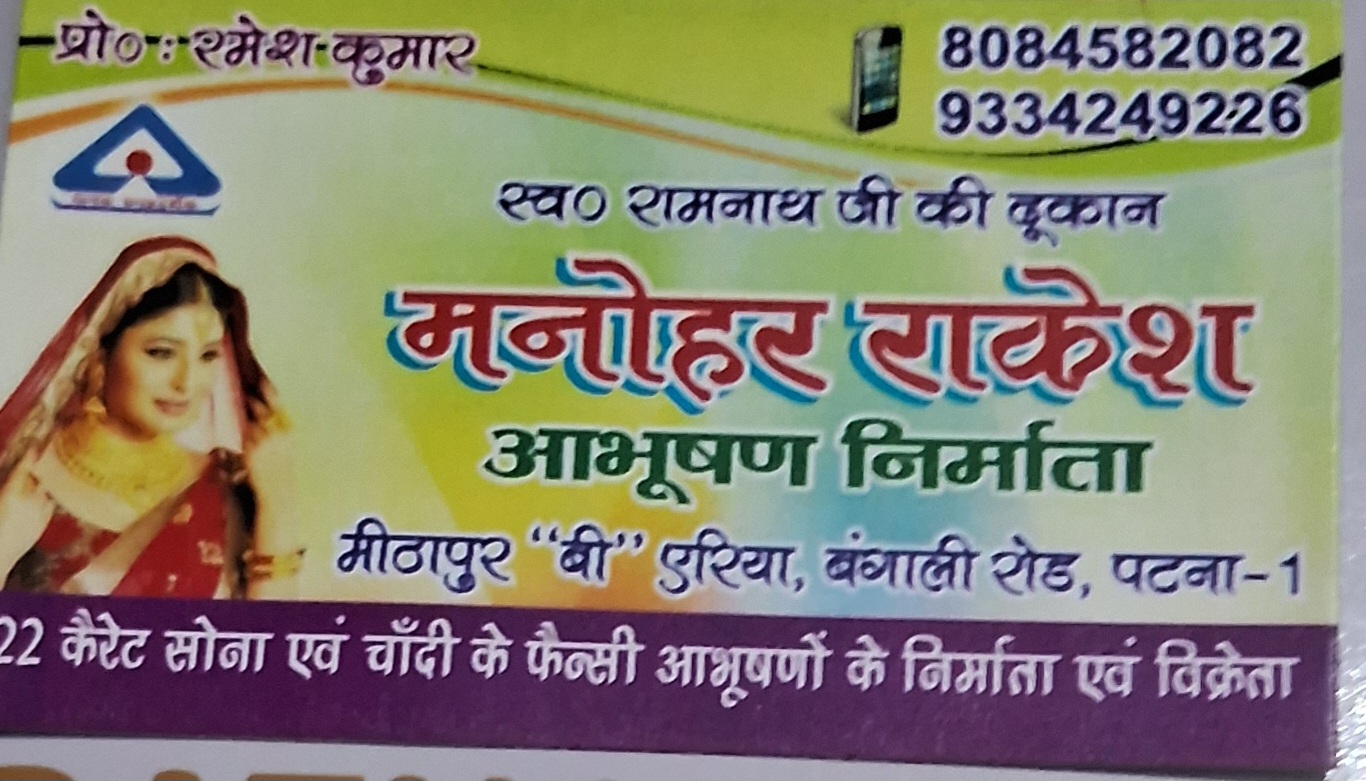 प्रो० : रमेश कुमार
8084582082
9334249226
स्व० रामनाथ जी की दूकान
मनोहर राकेश
आभूषण निर्माता
मीठापुर "बी" एरिया, बंगाली रोड, पटना-1
22 कैरेट सोना एवं चाँदी के फैन्सी आभूषणों के निर्माता एवं विक्रेता